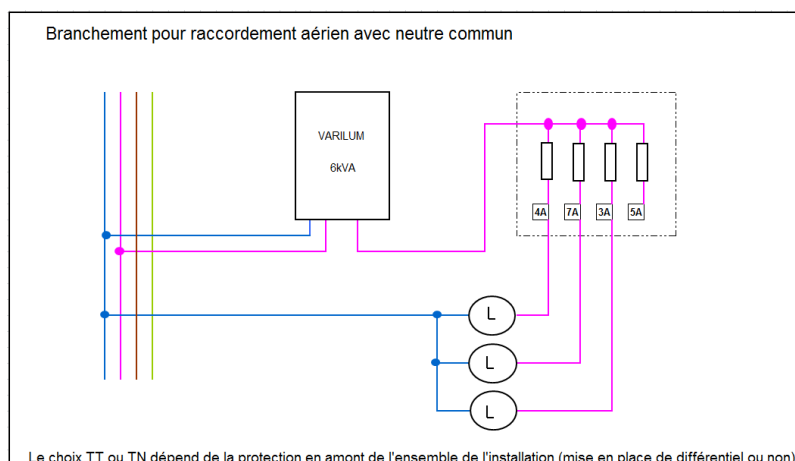 Branchement pour raccordement aérien avec neutre commun
VARILUM
6kVA
4A 7A 3A 5A
L
L
L
Le choix TT ou TN dépend de la protection en amont de l'ensemble de l'installation (mise en place de différentiel ou non)